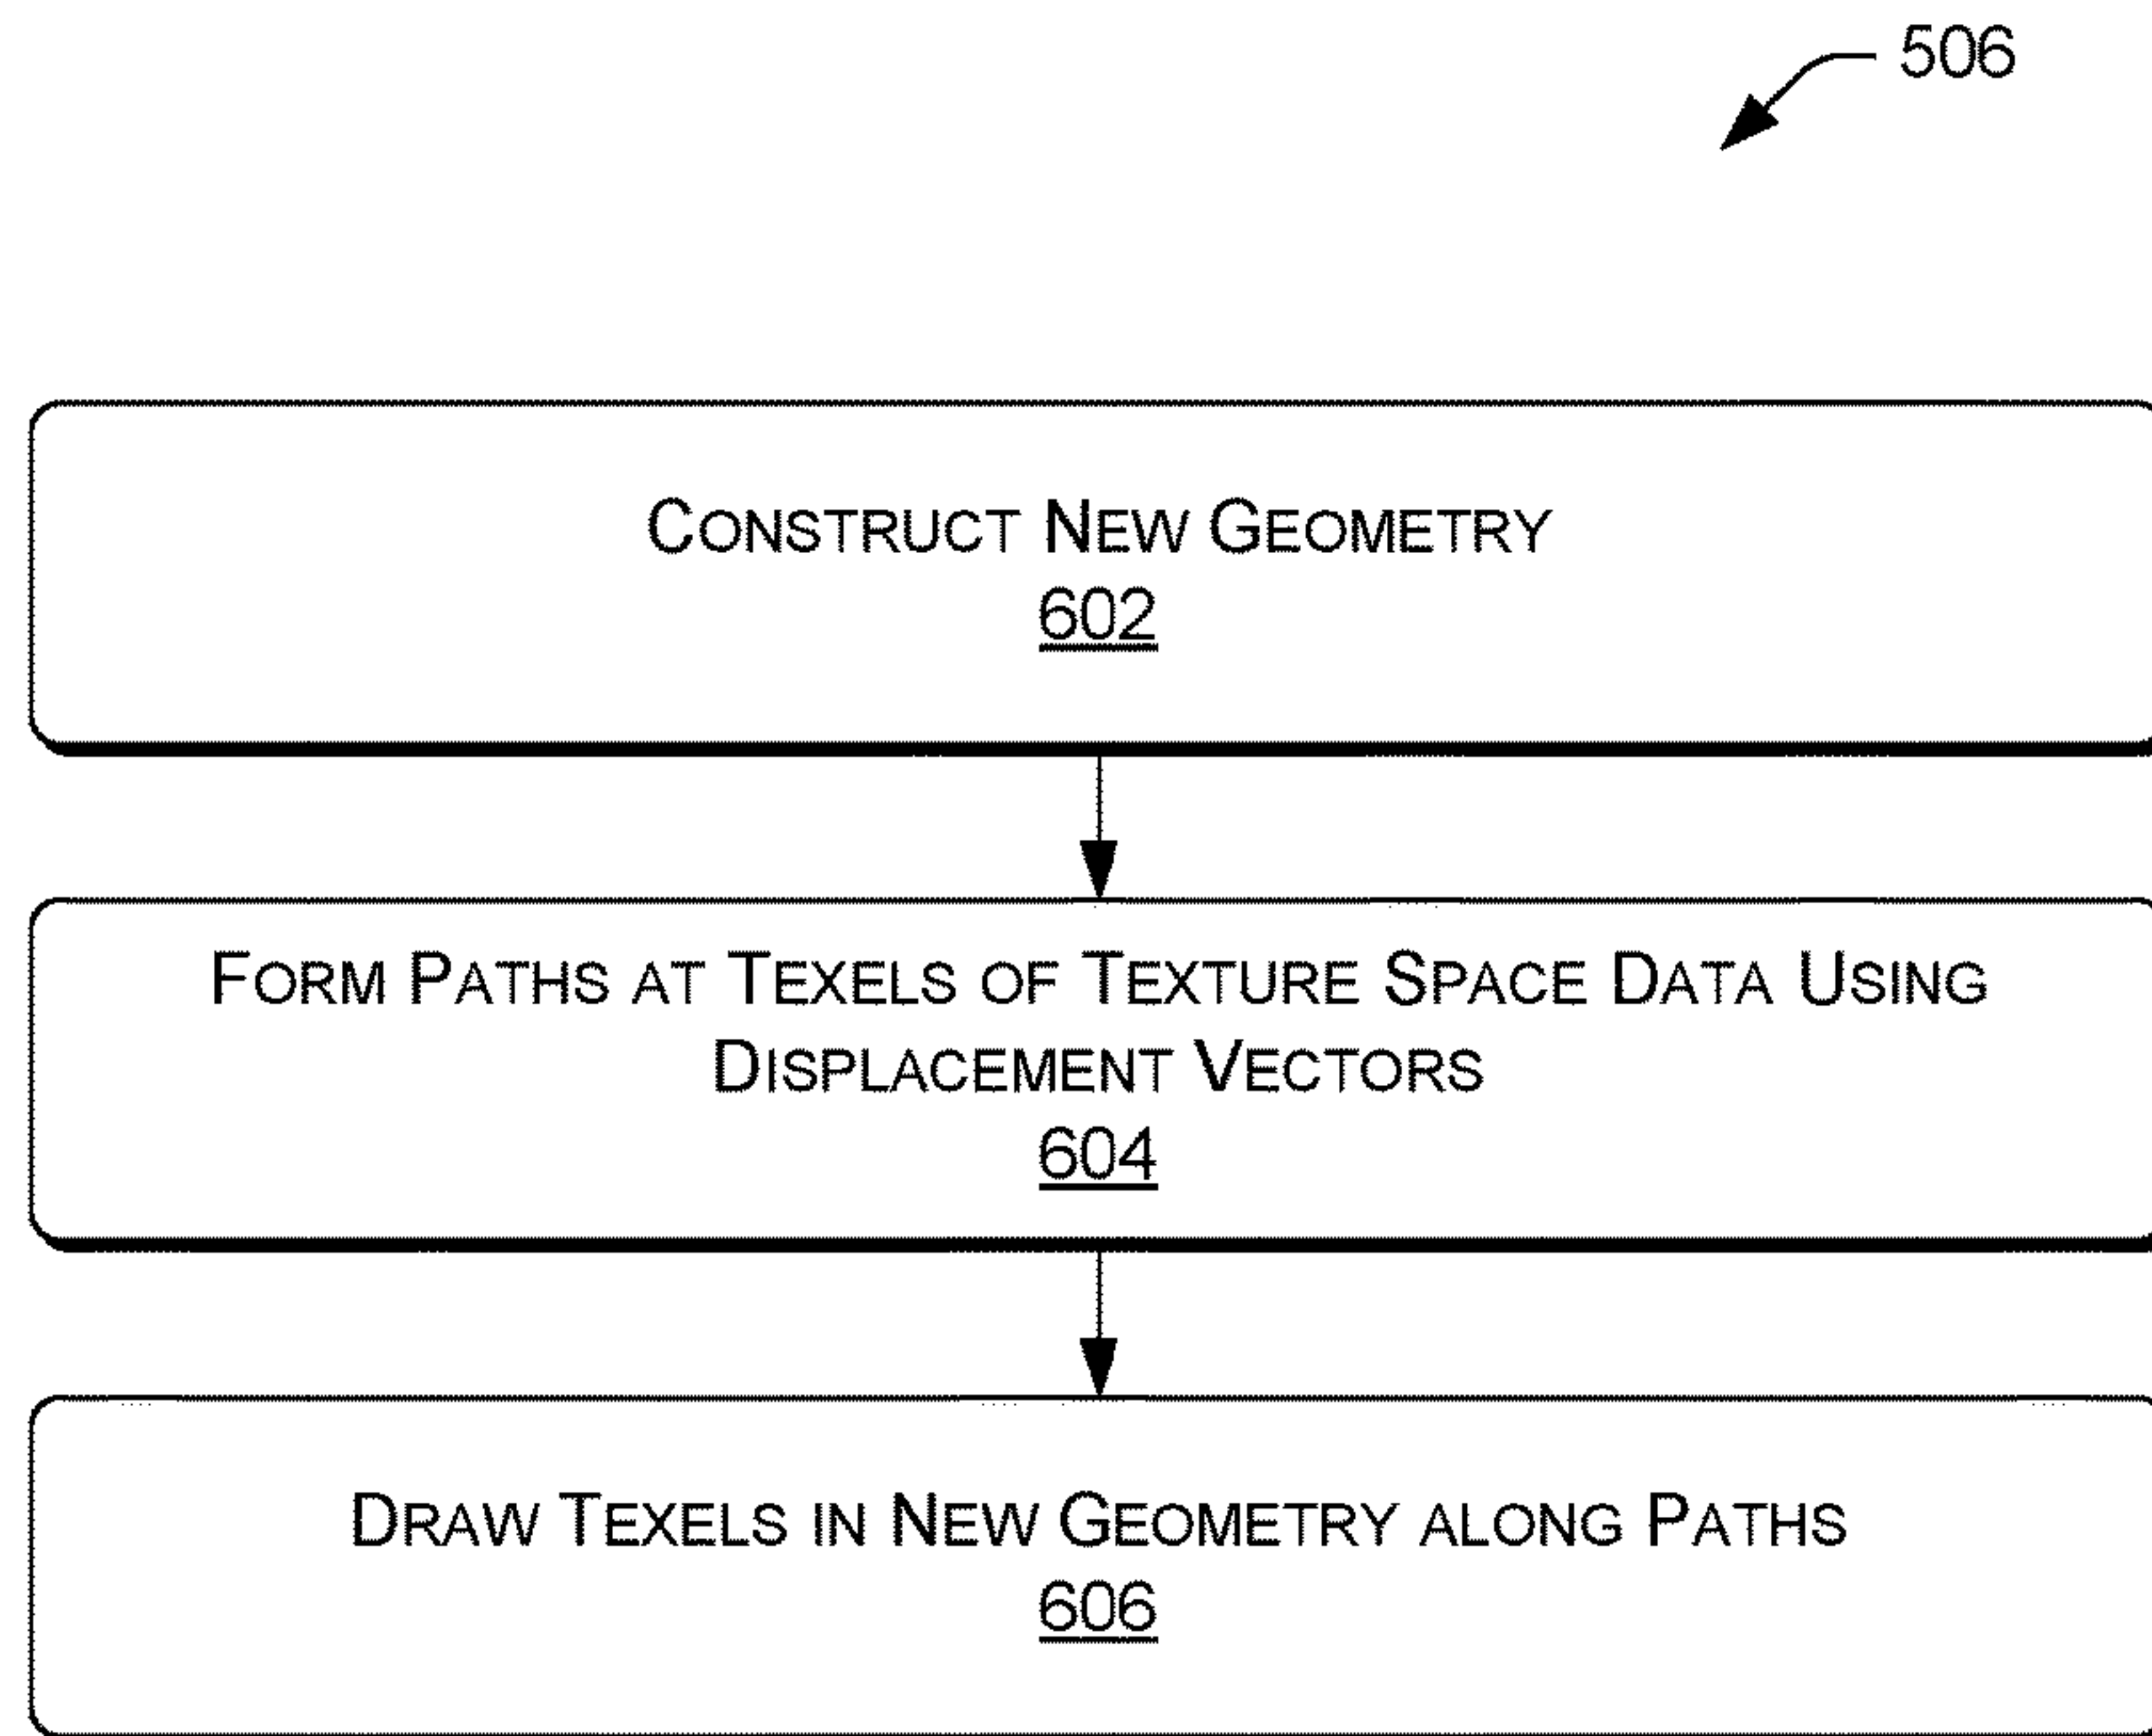 506
CONSTRUCT NEW GEOMETRY
602
FORM PATHS AT TEXELS OF TEXTURE SPACE DATA USING
DISPLACEMENT VECTORS
604
DRAW TEXELS IN NEW GEOMETRY ALONG PATHS
606